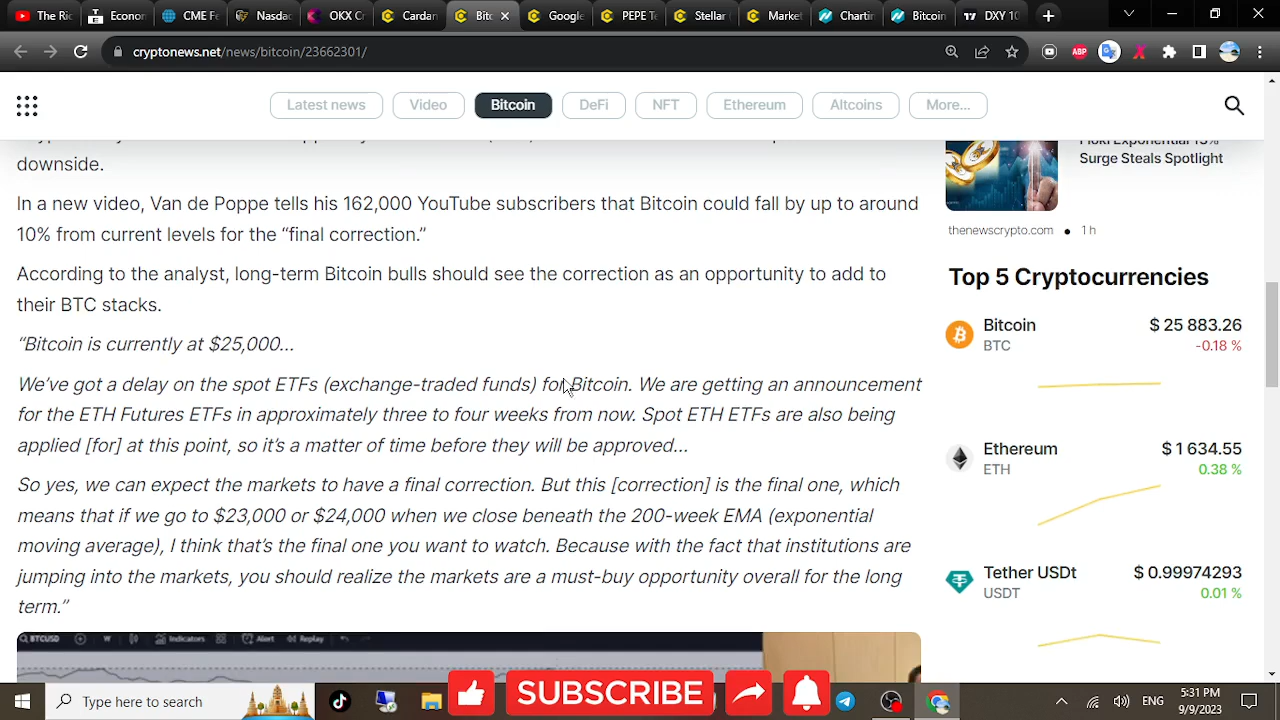 The Ri
Econor
CME Fe
Nasda
OKX C
Cardan
Bitc
Google
PEPE Te
Stellar
Market
Chartin
Bitcoin
DXY 10
cryptonews.net/news/bitcoin/23662301/
ABP
Latest news
Video
Bitcoin
DeFi
NFT
Ethereum
Altcoins
More...
downside.
In a new video, Van de Poppe tells his 162,000 YouTube subscribers that Bitcoin could fall by up to around
10% from current levels for the “final correction.”
According to the analyst, long-term Bitcoin bulls should see the correction as an opportunity to add to
their BTC stacks.
“Bitcoin is currently at $25,000…
We’ve got a delay on the spot ETFs (exchange-traded funds) for Bitcoin. We are getting an announcement
for the ETH Futures ETFs in approximately three to four weeks from now. Spot ETH ETFs are also being
applied [for] at this point, so it’s a matter of time before they will be approved…
So yes, we can expect the markets to have a final correction. But this [correction] is the final one, which
means that if we go to $23,000 or $24,000 when we close beneath the 200-week EMA (exponential
moving average), I think that’s the final one you want to watch. Because with the fact that institutions are
jumping into the markets, you should realize the markets are a must-buy opportunity overall for the long
term.”
BTCUSD
W
Indicators
Alert
Replay
Floki Exponential 15%
Surge Steals Spotlight
thenewscrypto.com • 1 h
Top 5 Cryptocurrencies
Bitcoin $ 25 883.26
BTC -0.18 %
Ethereum $ 1 634.55
ETH 0.38 %
Tether USDt $ 0.99974293
USDT 0.01 %
Type here to search
SUBSCRIBE
ENG
5:31 PM
9/9/2023